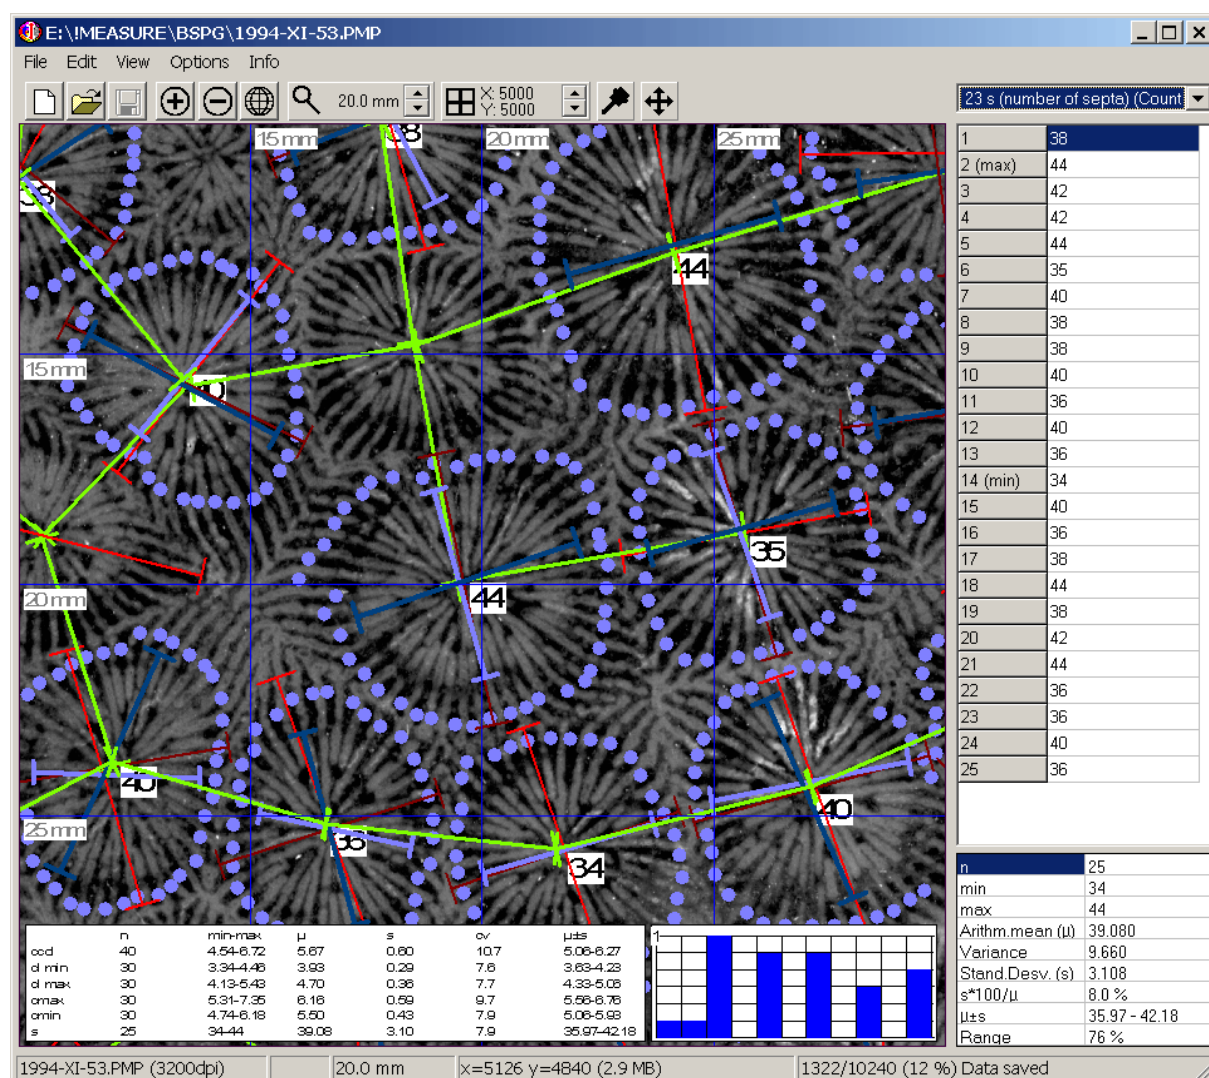 E:\!MEASURE\BSPG\1994-XI-53.PMP
File Edit View Options Info
20.0 mm X: 5000 Y: 5000
23 s (number of septa) (Count
15 mm 20 mm 25 mm
38
38
44
15 mm
40
35
20 mm
44
40
25 mm
36
34
40
1 38
2 (max) 44
3 42
4 42
5 44
6 35
7 40
8 38
9 38
10 40
11 36
12 40
13 36
14 (min) 34
15 40
16 36
17 38
18 44
19 38
20 42
21 44
22 36
23 36
24 40
25 36
n 25
min 34
max 44
Arithm.mean (μ) 39.080
Variance 9.660
Stand.Desv. (s) 3.108
s*100/μ 8.0 %
μ±s 35.97 - 42.18
Range 76 %
n min-max μ s cv μ±s
ccd 40 4.54-6.72 5.67 0.60 10.7 5.06-6.27
cl min 30 3.34-4.46 3.93 0.29 7.6 3.63-4.23
cl max 30 4.13-5.43 4.70 0.36 7.7 4.33-5.06
cmax 30 5.31-7.35 6.16 0.59 9.7 5.56-6.76
cmin 30 4.74-6.18 5.50 0.43 7.9 5.06-5.93
s 25 34-44 39.08 3.10 7.9 35.97-42.18
1
1994-XI-53.PMP (3200dpi) 20.0 mm x=5126 y=4840 (2.9 MB) 1322/10240 (12 %) Data saved